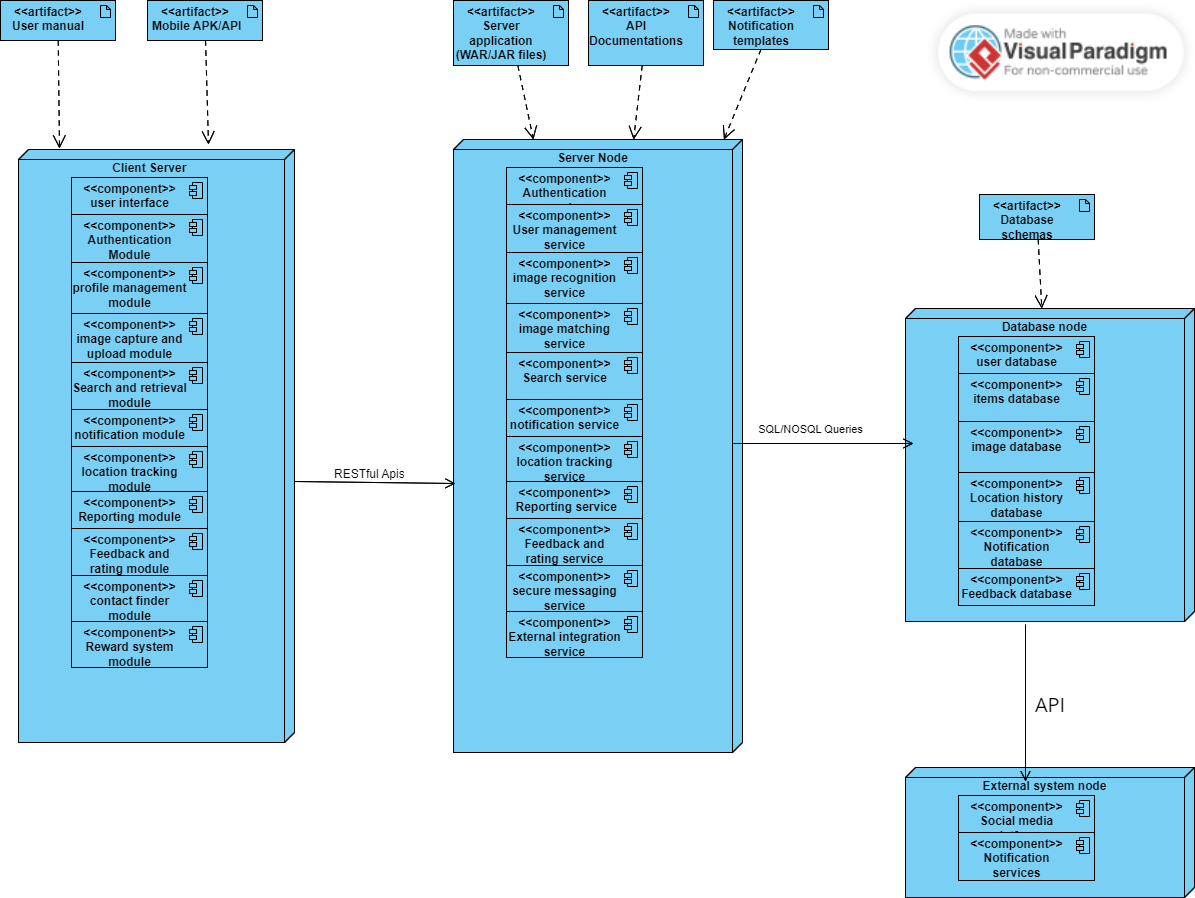 <<artifact>>
User manual
<<artifact>>
Mobile APK/API
<<artifact>>
Server
application
(WAR/JAR files)
<<artifact>>
API
Documentations
<<artifact>>
Notification
templates
Made with
Visual Paradigm
For non-commercial use
Client Server
<<component>>
user interface
<<component>>
Authentication
Module
<<component>>
profile management
module
<<component>>
image capture and
upload module
<<component>>
Search and retrieval
module
<<component>>
notification module
<<component>>
location tracking
module
<<component>>
Reporting module
<<component>>
Feedback and
rating module
<<component>>
contact finder
module
<<component>>
Reward system
module
RESTful Apis
Server Node
<<component>>
Authentication
<<component>>
User management
service
<<component>>
image recognition
service
<<component>>
image matching
service
<<component>>
Search service
<<component>>
notification service
<<component>>
location tracking
service
<<component>>
Reporting service
<<component>>
Feedback and
rating service
<<component>>
secure messaging
service
<<component>>
External integration
service
SQL/NOSQL Queries
<<artifact>>
Database
schemas
Database node
<<component>>
user database
<<component>>
items database
<<component>>
image database
<<component>>
Location history
database
<<component>>
Notification
database
<<component>>
Feedback database
API
External system node
<<component>>
Social media
<<component>>
Notification
services